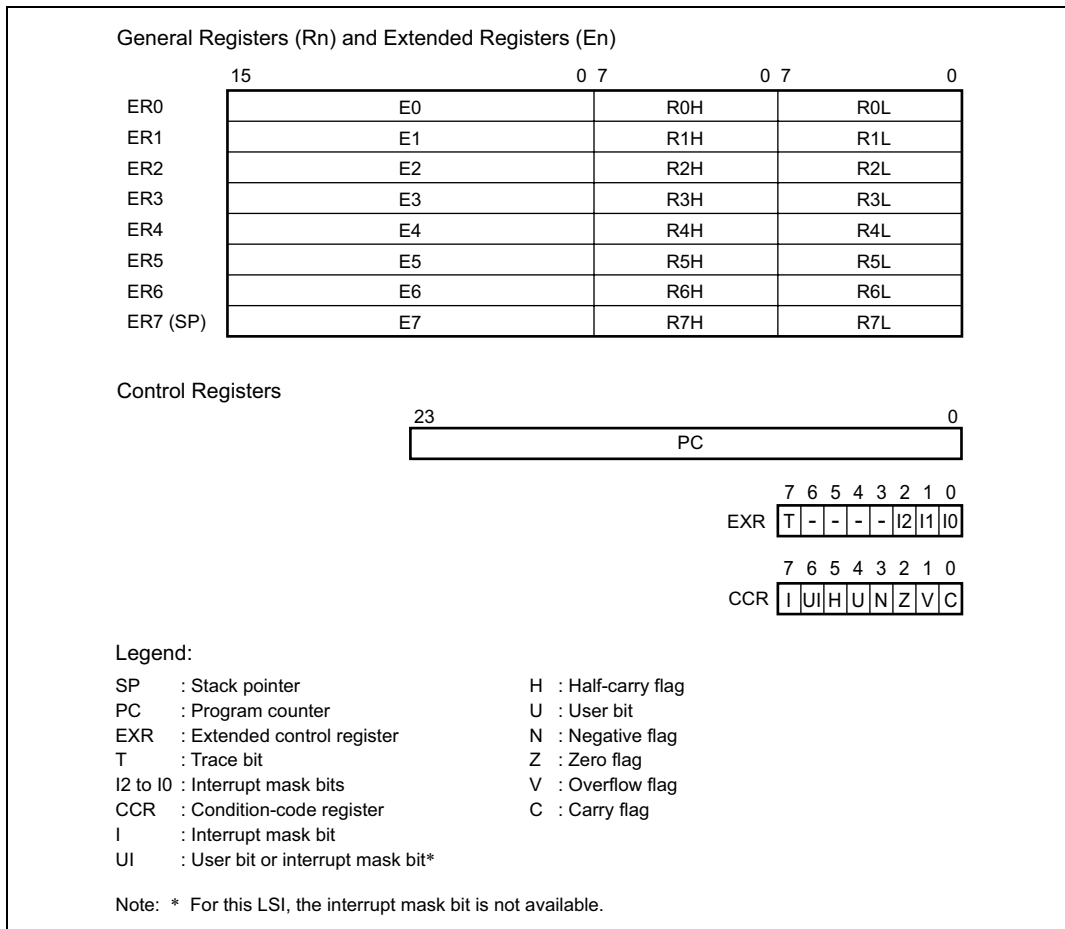 General Registers (Rn) and Extended Registers (En)
15 0 7 0 7 0
ER0 E0 R0H R0L
ER1 E1 R1H R1L
ER2 E2 R2H R2L
ER3 E3 R3H R3L
ER4 E4 R4H R4L
ER5 E5 R5H R5L
ER6 E6 R6H R6L
ER7 (SP) E7 R7H R7L
Control Registers
23 0
PC
7 6 5 4 3 2 1 0
EXR T - - - - I2 I1 I0
7 6 5 4 3 2 1 0
CCR I UI H U N Z V C
Legend:
SP : Stack pointer
PC : Program counter
EXR : Extended control register
T : Trace bit
I2 to I0 : Interrupt mask bits
CCR : Condition-code register
I : Interrupt mask bit
UI : User bit or interrupt mask bit*
H : Half-carry flag
U : User bit
N : Negative flag
Z : Zero flag
V : Overflow flag
C : Carry flag
Note: * For this LSI, the interrupt mask bit is not available.